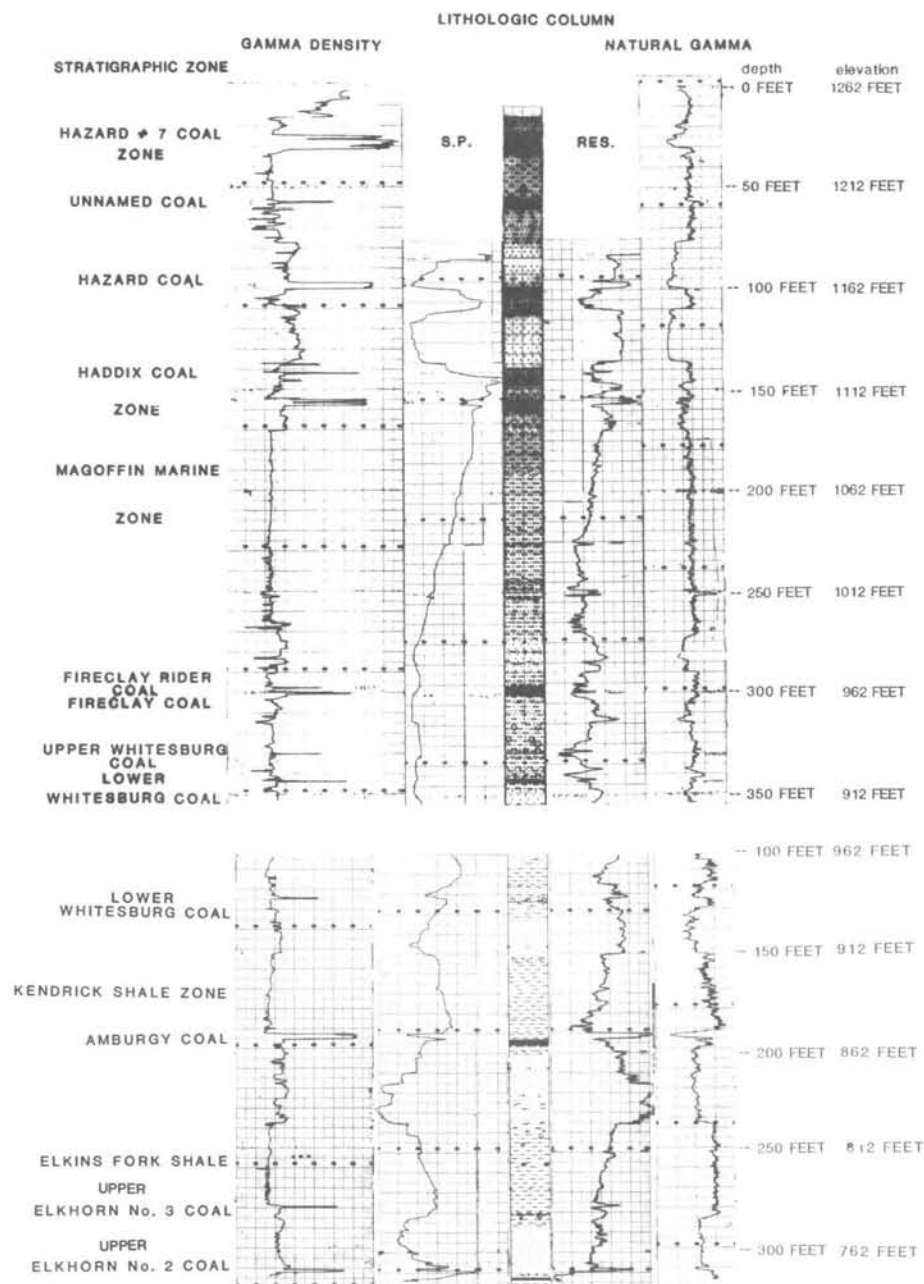 LITHOLOGIC COLUMN
GAMMA DENSITY
NATURAL GAMMA
STRATIGRAPHIC ZONE
depth
elevation
0 FEET
1262 FEET
HAZARD # 7 COAL
ZONE
S.P.
RES.
50 FEET
1212 FEET
UNNAMED COAL
HAZARD COAL
100 FEET
1162 FEET
HADDIX COAL
ZONE
150 FEET
1112 FEET
MAGOFFIN MARINE
ZONE
200 FEET
1062 FEET
250 FEET
1012 FEET
FIRECLAY RIDER
COAL
FIRECLAY COAL
300 FEET
962 FEET
UPPER WHITESBURG
COAL
LOWER
WHITESBURG COAL
350 FEET
912 FEET
100 FEET
962 FEET
LOWER
WHITESBURG COAL
150 FEET
912 FEET
KENDRICK SHALE ZONE
AMBURGY COAL
200 FEET
862 FEET
250 FEET
812 FEET
ELKINS FORK SHALE
UPPER
ELKHORN No. 3 COAL
UPPER
ELKHORN No. 2 COAL
300 FEET
762 FEET